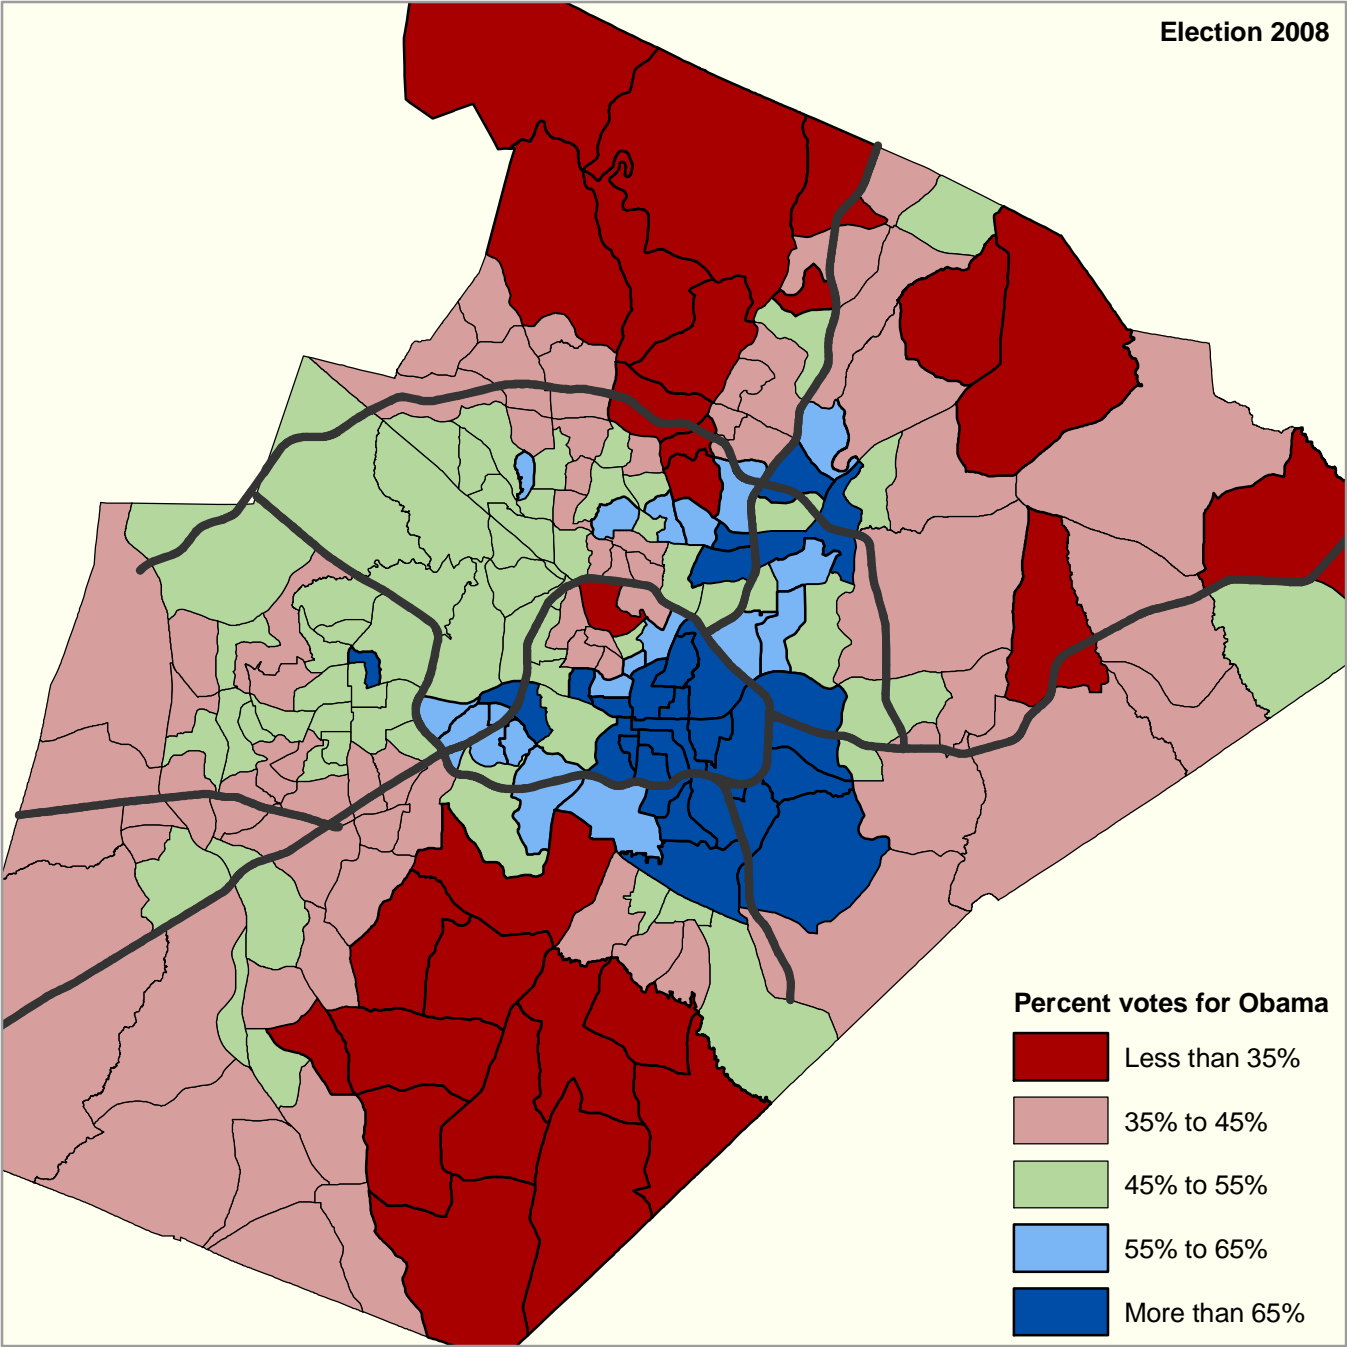 Election 2008
Percent votes for Obama
Less than 35%
35% to 45%
45% to 55%
55% to 65%
More than 65%